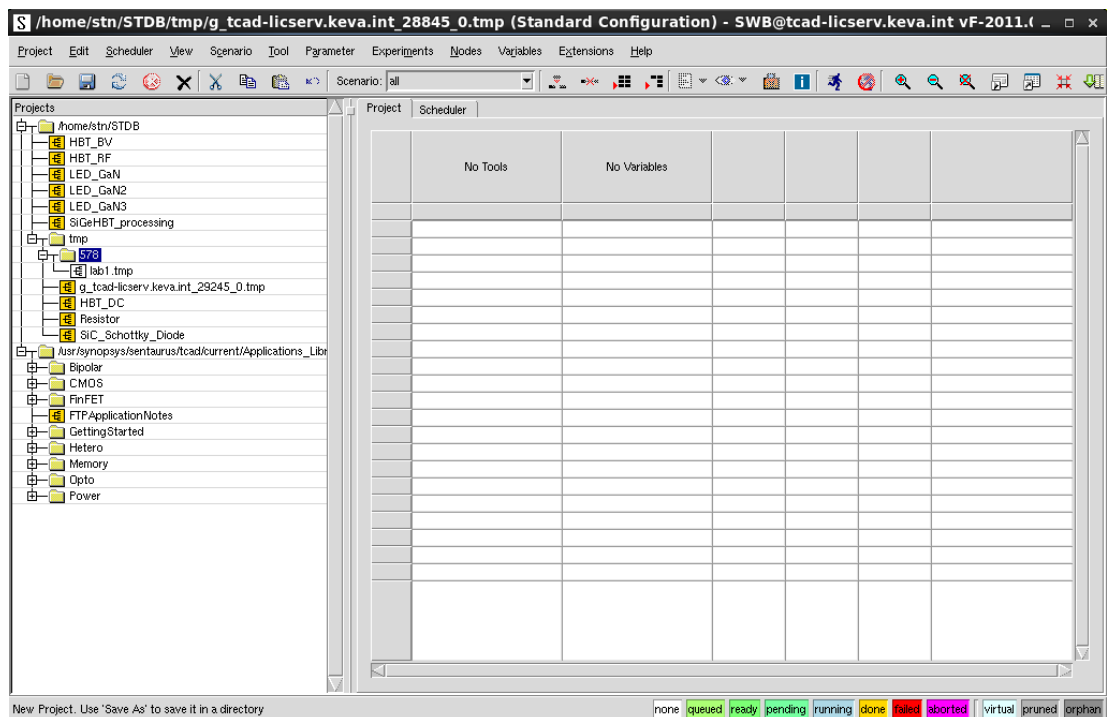 S /home/stn/STDB/tmp/g_tcad-licserv.keva.int_28845_0.tmp (Standard Configuration) - SWB@tcad-licserv.keva.int vF-2011.(
Project Edit Scheduler View Scenario Tool Parameter Experiments Nodes Variables Extensions Help
Scenario: all
Projects
/home/stn/STDB
HBT_BV
HBT_RF
LED_GaN
LED_GaN2
LED_GaN3
SiGeHBT_processing
tmp
578
lab1.tmp
g_tcad-licserv.keva.int_29245_0.tmp
HBT_DC
Resistor
SiC_Schottky_Diode
/usr/synopsys/sentaurus/tcad/current/Applications_Libr
Bipolar
CMOS
FinFET
FTPApplicationNotes
GettingStarted
Hetero
Memory
Opto
Power
Project Scheduler
No Tools No Variables
New Project. Use 'Save As' to save it in a directory
none queued ready pending running done failed aborted virtual pruned orphan